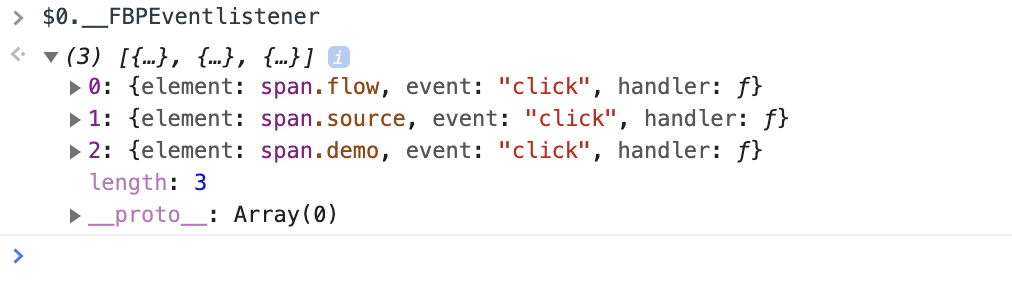 $0.__FBPEventlistener
(3) [{…}, {…}, {…}] i
0: {element: span.flow, event: "click", handler: ƒ}
1: {element: span.source, event: "click", handler: ƒ}
2: {element: span.demo, event: "click", handler: ƒ}
length: 3
__proto__: Array(0)